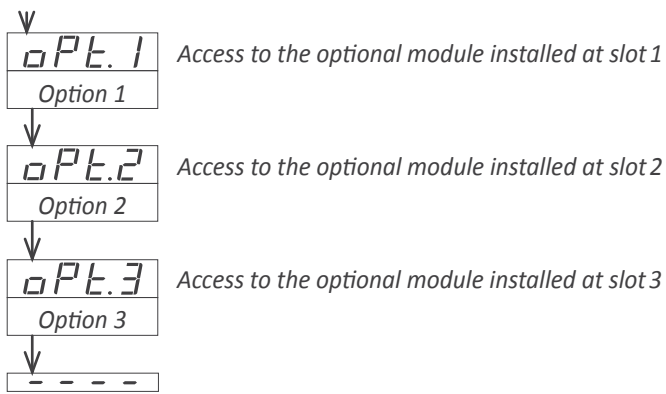 oPt.1 Access to the optional module installed at slot 1
Option 1
oPt.2 Access to the optional module installed at slot 2
Option 2
oPt.3 Access to the optional module installed at slot 3
Option 3
- - - -